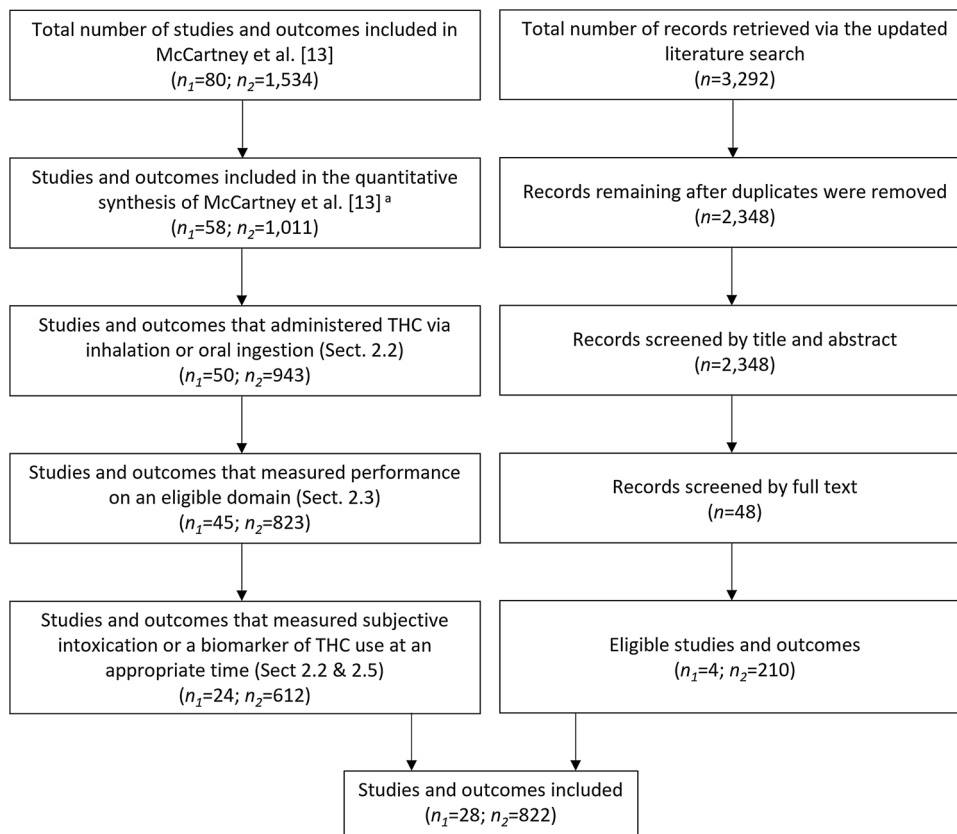 Total number of studies and outcomes included in
McCartney et al. [13]
(n₁=80; n₂=1,534)
Studies and outcomes included in the quantitative
synthesis of McCartney et al. [13] ᵃ
(n₁=58; n₂=1,011)
Studies and outcomes that administered THC via
inhalation or oral ingestion (Sect. 2.2)
(n₁=50; n₂=943)
Studies and outcomes that measured performance
on an eligible domain (Sect. 2.3)
(n₁=45; n₂=823)
Studies and outcomes that measured subjective
intoxication or a biomarker of THC use at an
appropriate time (Sect 2.2 & 2.5)
(n₁=24; n₂=612)
Total number of records retrieved via the updated
literature search
(n=3,292)
Records remaining after duplicates were removed
(n=2,348)
Records screened by title and abstract
(n=2,348)
Records screened by full text
(n=48)
Eligible studies and outcomes
(n₁=4; n₂=210)
Studies and outcomes included
(n₁=28; n₂=822)